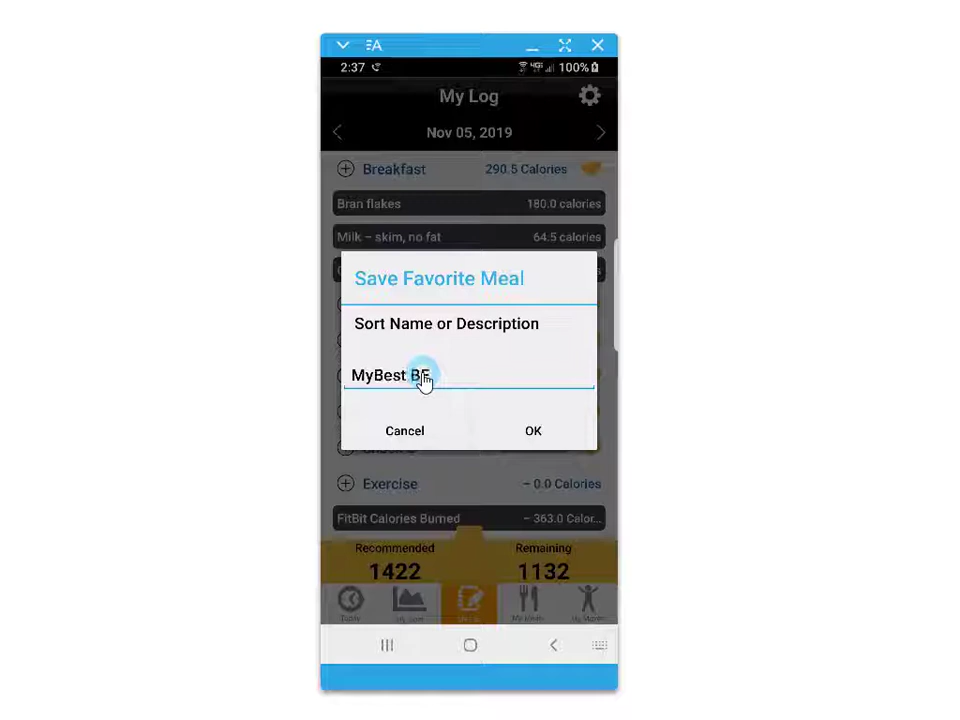 2:37 100%
My Log
Nov 05, 2019
Breakfast 290.5 Calories
Bran flakes 180.0 calories
Milk – skim, no fat 64.5 calories
Save Favorite Meal
Sort Name or Description
MyBest BF
Cancel OK
Exercise – 0.0 Calories
FitBit Calories Burned – 363.0 Calor...
Recommended Remaining
1422 1132